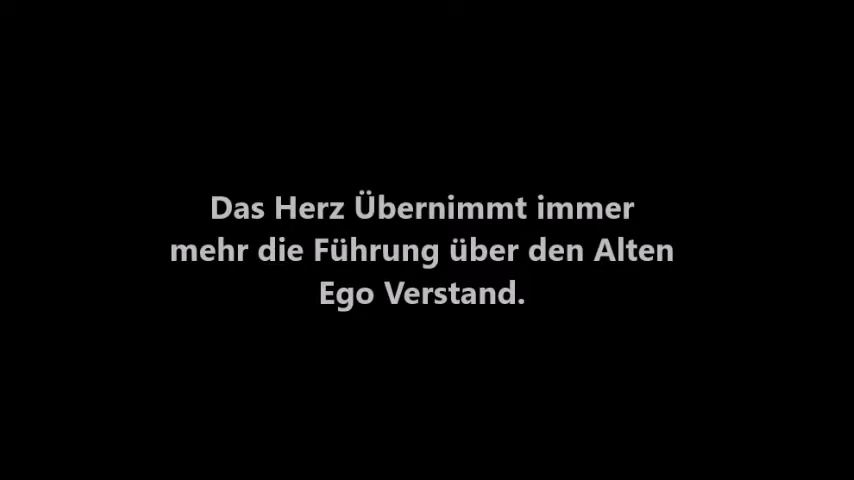 Das Herz Übernimmt immer
mehr die Führung über den Alten
Ego Verstand.